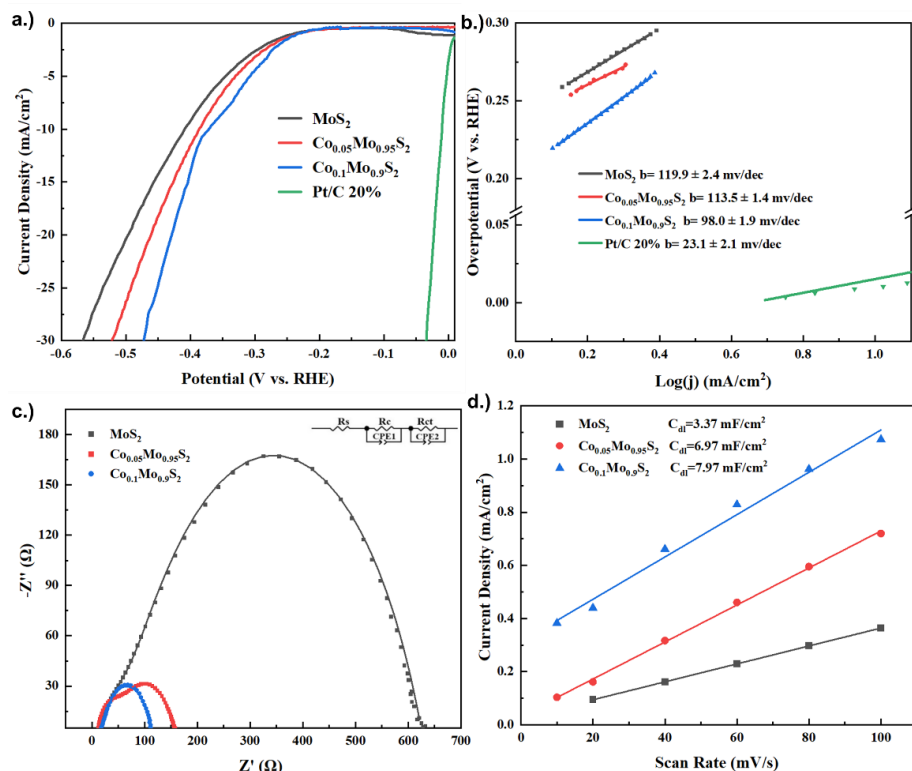 a.)
0
-5
-10
-15
-20
-25
-30
-0.6
-0.5
-0.4
-0.3
-0.2
-0.1
0.0
Current Density (mA/cm²)
Potential (V vs. RHE)
MoS₂
Co₀.₀₅Mo₀.₉₅S₂
Co₀.₁Mo₀.₉S₂
Pt/C 20%
b.)
0.30
0.25
0.20
0.05
0.00
0.0
0.2
0.4
0.6
0.8
1.0
Overpotential (V vs. RHE)
Log(j) (mA/cm²)
MoS₂ b= 119.9 ± 2.4 mv/dec
Co₀.₀₅Mo₀.₉₅S₂ b= 113.5 ± 1.4 mv/dec
Co₀.₁Mo₀.₉S₂ b= 98.0 ± 1.9 mv/dec
Pt/C 20% b= 23.1 ± 2.1 mv/dec
c.)
180
150
120
90
60
30
0
100
200
300
400
500
600
700
-Z'' (Ω)
Z' (Ω)
MoS₂
Co₀.₀₅Mo₀.₉₅S₂
Co₀.₁Mo₀.₉S₂
Rs
Rc
CPE1
Rct
CPE2
d.)
1.2
1.0
0.8
0.6
0.4
0.2
0.0
0
20
40
60
80
100
Current Density (mA/cm²)
Scan Rate (mV/s)
MoS₂ C_dl=3.37 mF/cm²
Co₀.₀₅Mo₀.₉₅S₂ C_dl=6.97 mF/cm²
Co₀.₁Mo₀.₉S₂ C_dl=7.97 mF/cm²